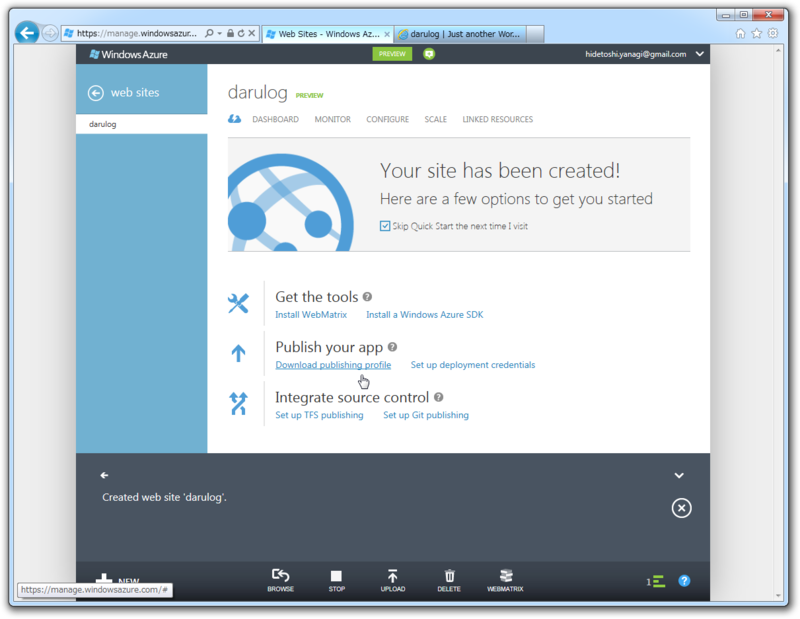 https://manage.windowsazur...
Web Sites - Windows Az...
darulog | Just another Wor...
Windows Azure
PREVIEW
hidetoshi.yanagi@gmail.com
web sites
darulog
darulog PREVIEW
DASHBOARD MONITOR CONFIGURE SCALE LINKED RESOURCES
Your site has been created!
Here are a few options to get you started
Skip Quick Start the next time I visit
Get the tools ?
Install WebMatrix Install a Windows Azure SDK
Publish your app ?
Download publishing profile Set up deployment credentials
Integrate source control ?
Set up TFS publishing Set up Git publishing
Created web site 'darulog'.
NEW
BROWSE
STOP
UPLOAD
DELETE
WEBMATRIX
1
?
https://manage.windowsazure.com/#